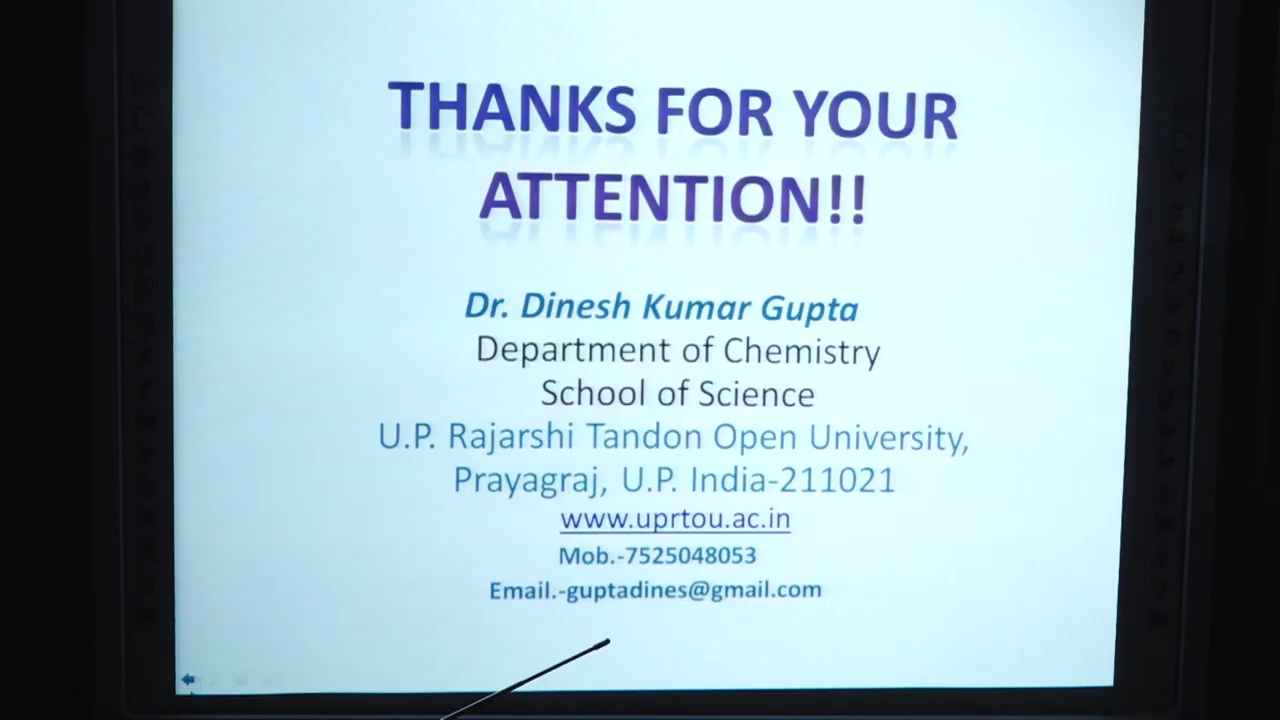 THANKS FOR YOUR
ATTENTION!!
Dr. Dinesh Kumar Gupta
Department of Chemistry
School of Science
U.P. Rajarshi Tandon Open University,
Prayagraj, U.P. India-211021
www.uprtou.ac.in
Mob.-7525048053
Email.-guptadines@gmail.com